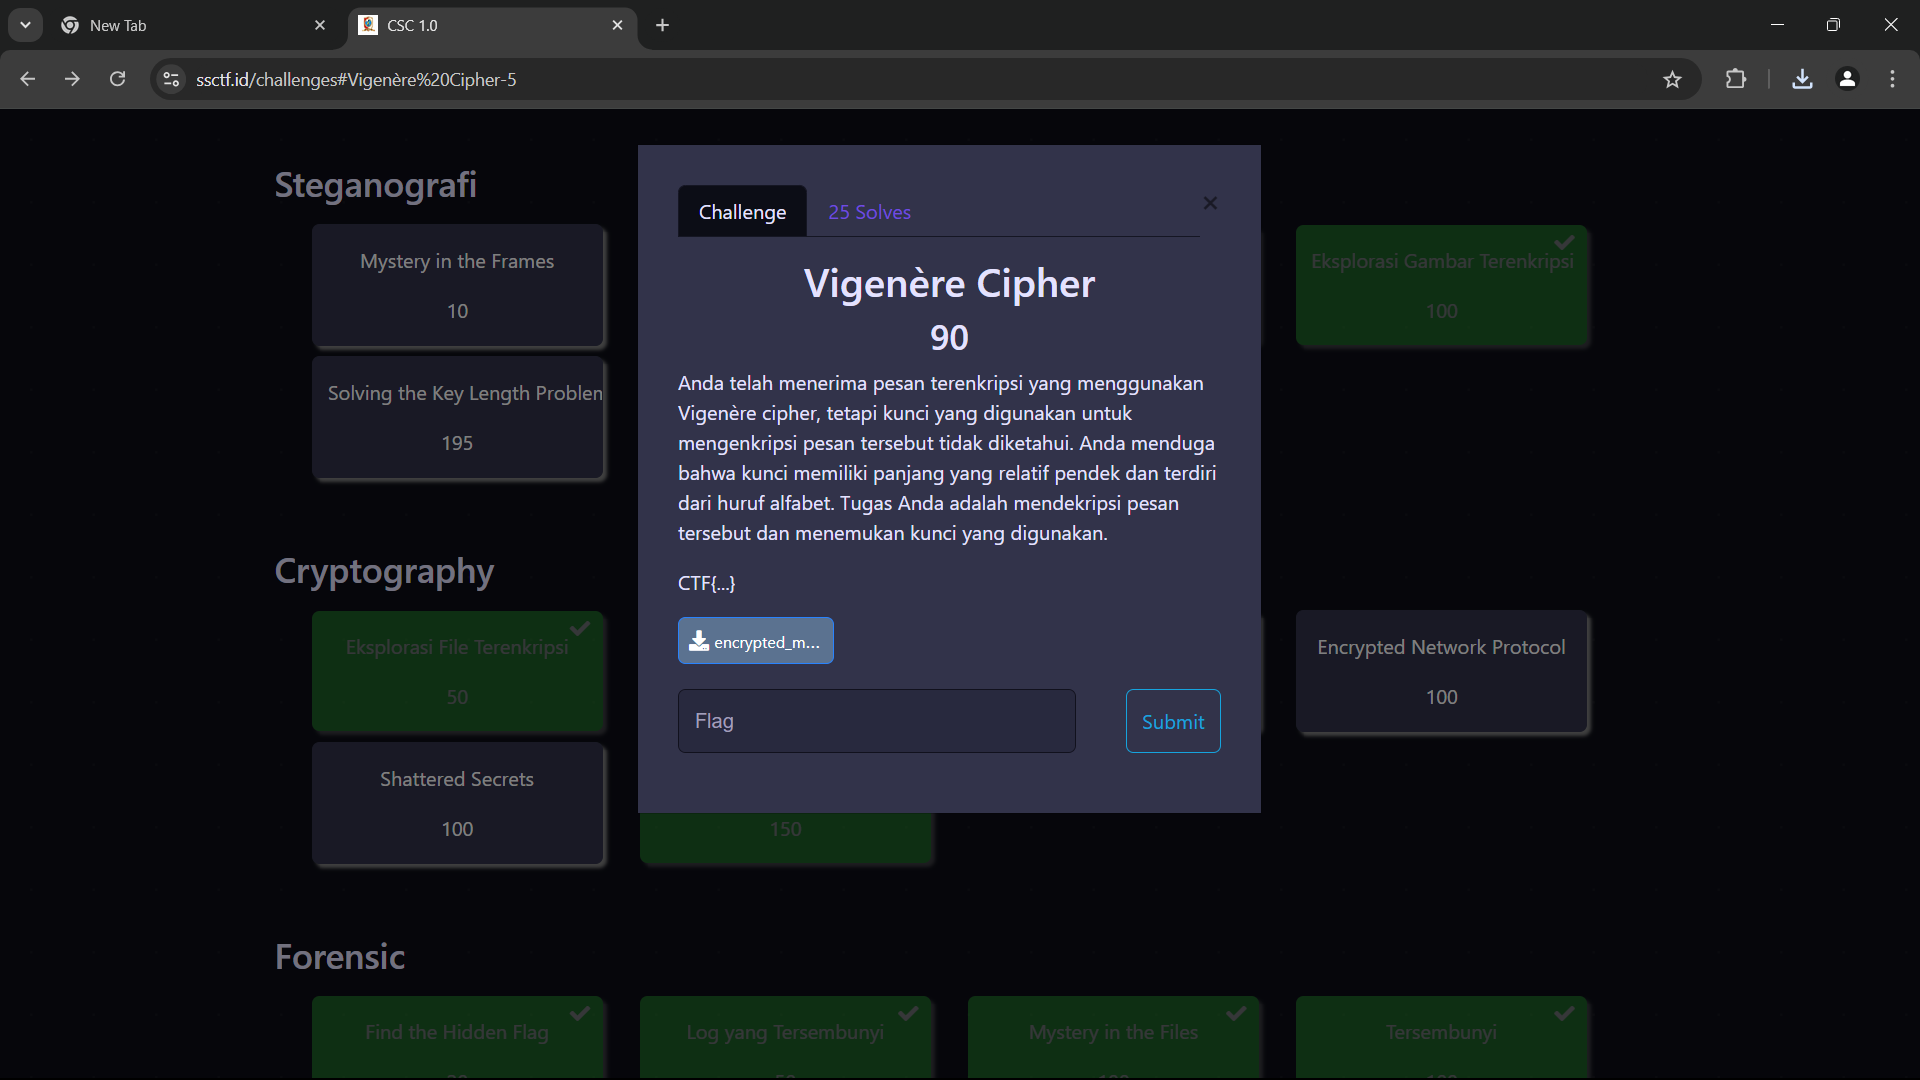 New Tab
CSC 1.0
ssctf.id/challenges#Vigenère%20Cipher-5
Steganografi
Mystery in the Frames
10
Eksplorasi Gambar Terenkripsi
100
Solving the Key Length Problem
195
Challenge
25 Solves
Vigenère Cipher
90
Anda telah menerima pesan terenkripsi yang menggunakan
Vigenère cipher, tetapi kunci yang digunakan untuk
mengenkripsi pesan tersebut tidak diketahui. Anda menduga
bahwa kunci memiliki panjang yang relatif pendek dan terdiri
dari huruf alfabet. Tugas Anda adalah mendekripsi pesan
tersebut dan menemukan kunci yang digunakan.
CTF{...}
encrypted_m...
Flag
Submit
Cryptography
Eksplorasi File Terenkripsi
50
Encrypted Network Protocol
100
Shattered Secrets
100
150
Forensic
Find the Hidden Flag
Log yang Tersembunyi
Mystery in the Files
Tersembunyi